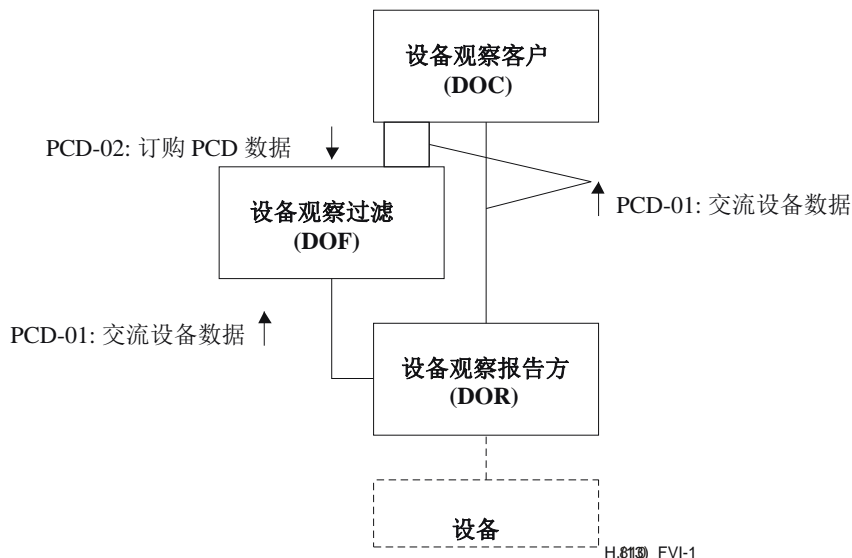 设备观察客户
(DOC)
PCD-02: 订购 PCD 数据
设备观察过滤
(DOF)
PCD-01: 交流设备数据
PCD-01: 交流设备数据
设备观察报告方
(DOR)
设备
FVI-1